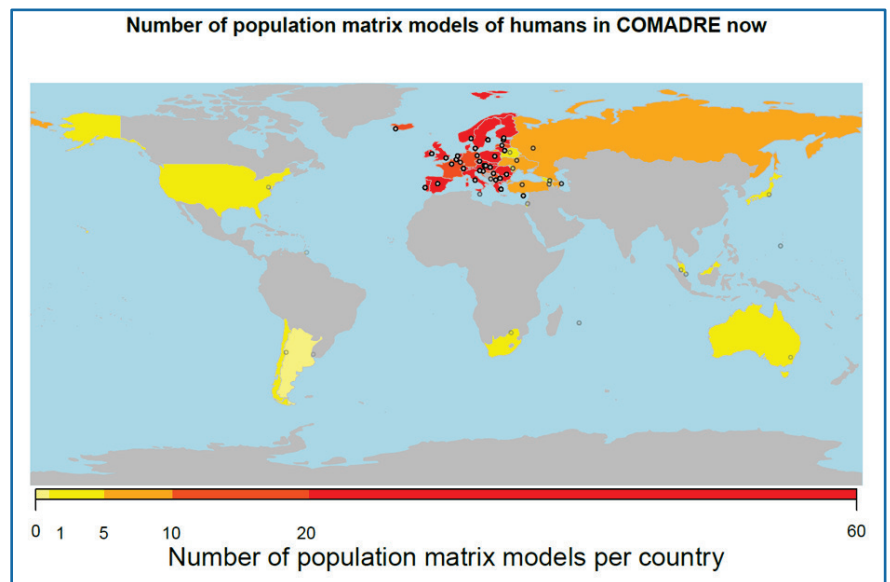 Number of population matrix models of humans in COMADRE now
0 1 5 10 20 60
Number of population matrix models per country